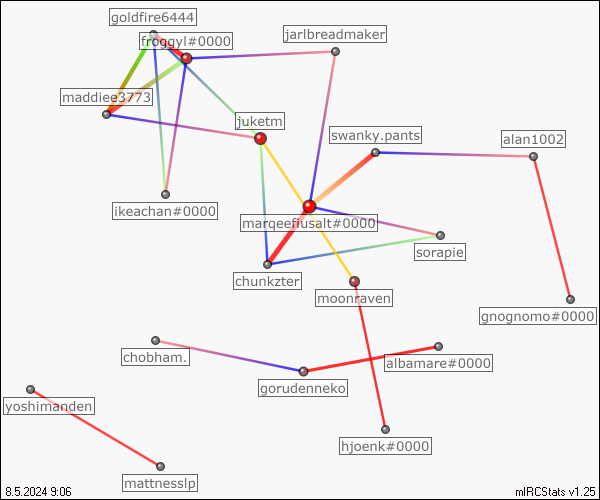 goldfire6444
froggyl#0000
jarlbreadmaker
maddiee3773
juketm
swanky.pants
alan1002
ikeachan#0000
marqeefiusalt#0000
sorapie
chunkzter
moonraven
gnognomo#0000
chobham.
albamare#0000
gorudenneko
yoshimanden
hjoenk#0000
mattnesslp
8.5.2024 9:06
mIRCStats v1.25